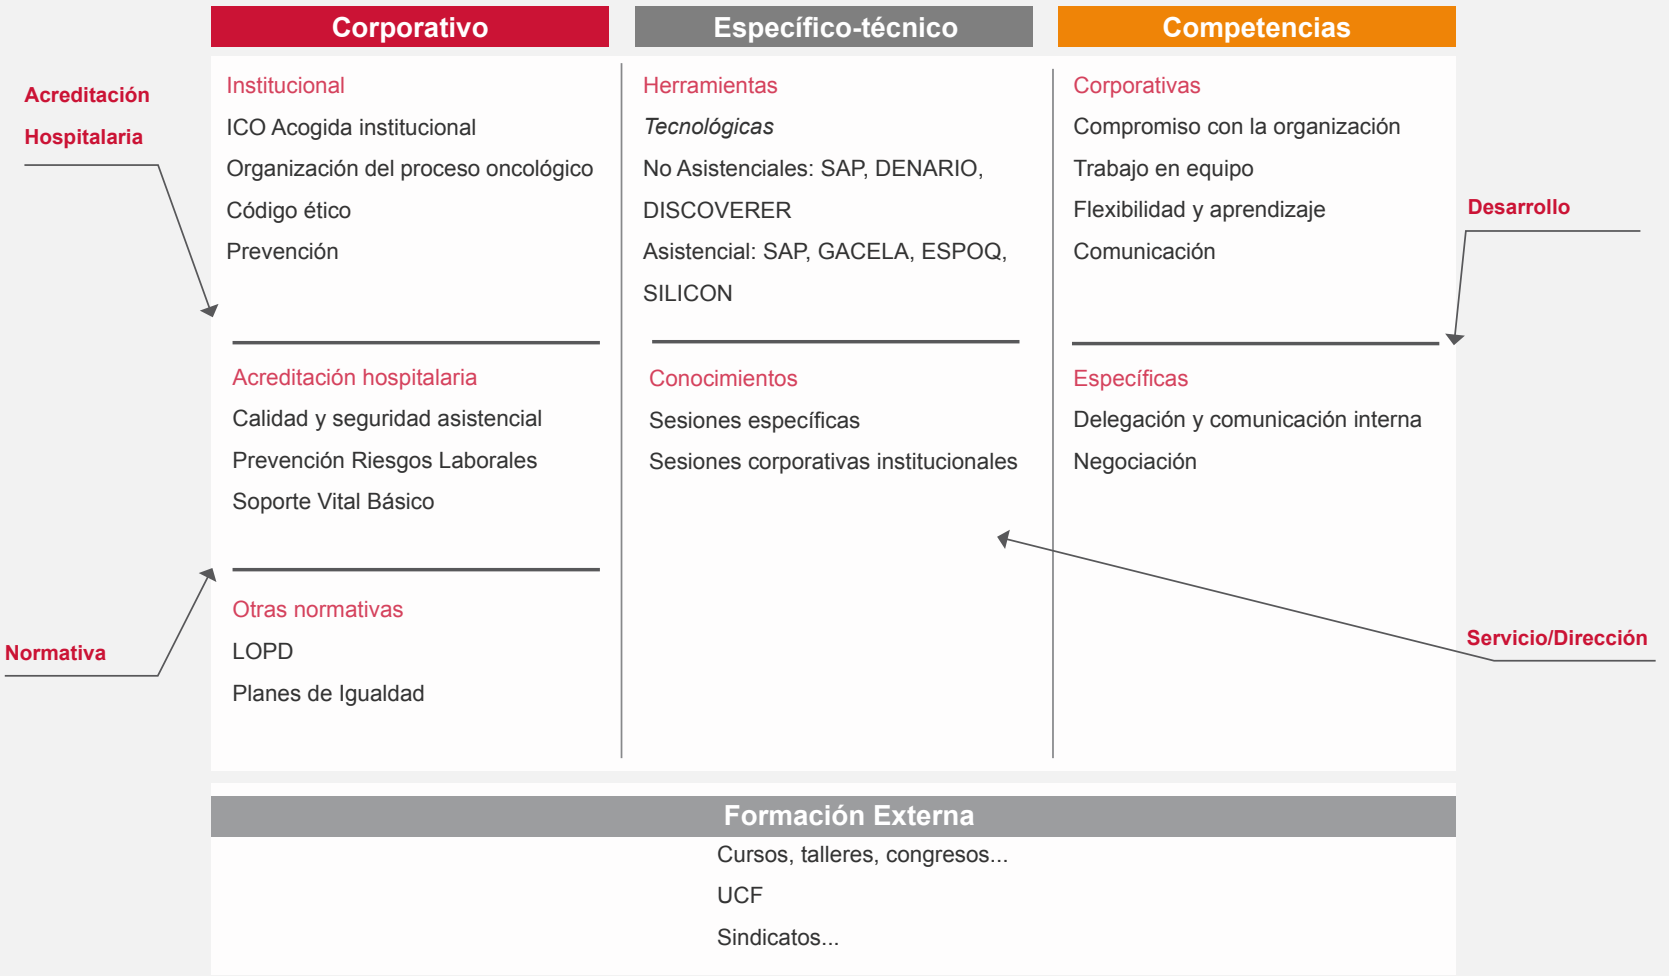 Corporativo
Institucional
ICO Acogida institucional
Organización del proceso oncológico
Código ético
Prevención
Acreditación hospitalaria
Calidad y seguridad asistencial
Prevención Riesgos Laborales
Soporte Vital Básico
Otras normativas
LOPD
Planes de Igualdad
Específico-técnico
Herramientas
Tecnológicas
No Asistenciales: SAP, DENARIO,
DISCOVERER
Asistencial: SAP, GACELA, ESPOQ,
SILICON
Conocimientos
Sesiones específicas
Sesiones corporativas institucionales
Competencias
Corporativas
Compromiso con la organización
Trabajo en equipo
Flexibilidad y aprendizaje
Comunicación
Específicas
Delegación y comunicación interna
Negociación
Acreditación
Hospitalaria
Normativa
Desarrollo
Servicio/Dirección
Formación Externa
Cursos, talleres, congresos...
UCF
Sindicatos...